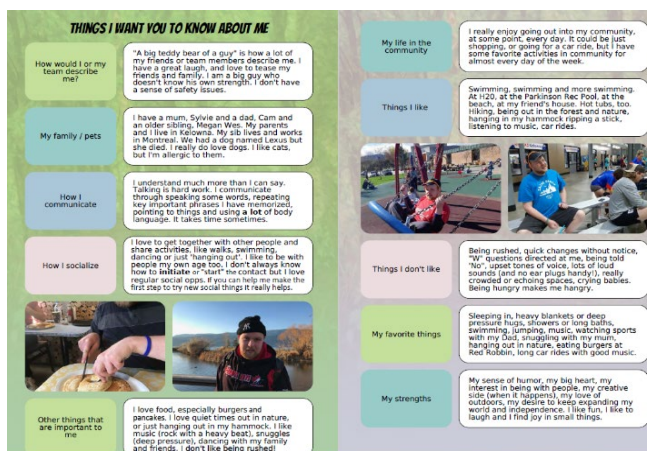 THINGS I WANT YOU TO KNOW ABOUT ME
How would I or my
team describe
me?
"A big teddy bear of a guy" is how a lot of
my friends or team members describe me. I
have a great laugh, and love to tease my
friends and family. I am a big guy who
doesn't know his own strength. I don't have
a sense of safety issues.
My family / pets
I have a mum, Sylvie and a dad, Cam and
an older sibling, Megan Wes. My parents
and I live in Kelowna. My sib lives and works
in Montreal. We had a dog named Lexus but
she died. I really do love dogs. I like cats,
but I'm allergic to them.
How I
communicate
I understand much more than I can say.
Talking is hard work. I communicate
through speaking some words, repeating
key important phrases I have memorized,
pointing to things and using a lot of body
language. It takes time sometimes.
How I socialize
I love to get together with other people and
share activities, like walks, swimming,
dancing or just 'hanging out'. I like to be with
people my own age too. I don't always know
how to initiate or "start" the contact but I love
regular social opps. If you can help me make the
first step to try new social things it really helps.
Other things that
are important to
me
I love food, especially burgers and
pancakes. I love quiet times out in nature,
or just hanging out in my hammock. I like
music (rock with a heavy beat), snuggles
(deep pressure), dancing with my family
and friends. I don't like being rushed!
My life in the
community
I really enjoy going out into my community,
at some point, every day. It could be just
shopping, or going for a car ride, but I have
some favorite activities in community for
almost every day of the week.
Things I like
Swimming, swimming and more swimming.
At H20, at the Parkinson Rec Pool, at the
beach, at my friend's house. Hot tubs, too.
Hiking, being out in the forest and nature,
hanging in my hammock ripping a stick,
listening to music, car rides.
Things I don't like
Being rushed, quick changes without notice,
"W" questions directed at me, being told
"No", upset tones of voice, lots of loud
sounds (and no ear plugs handy!), really
crowded or echoing spaces, crying babies.
Being hungry makes me hangry.
My favorite things
Sleeping in, heavy blankets or deep
pressure hugs, showers or long baths,
swimming, jumping, music, watching sports
with my Dad, snuggling with my mum,
hanging out in nature, eating burgers at
Red Robbin, long car rides with good music.
My strengths
My sense of humor, my big heart, my
interest in being with people, my creative
side (when it happens), my love of
outdoors, my desire to keep expanding my
world and independence. I like fun, I like to
laugh and I find joy in small things.